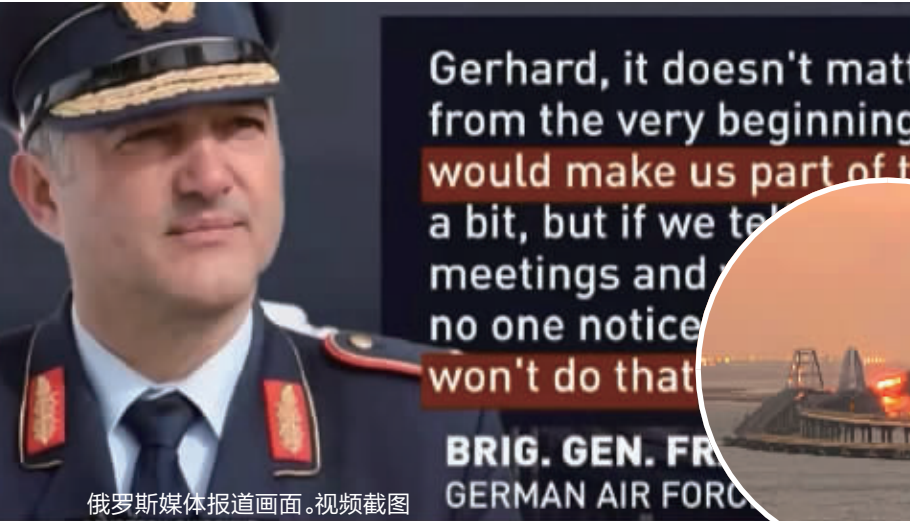 Gerhard, it doesn't matt
from the very beginning
would make us part of t
a bit, but if we tel
meetings and
no one notice
won't do that
BRIG. GEN. FR
GERMAN AIR FORC
俄罗斯媒体报道画面。视频截图